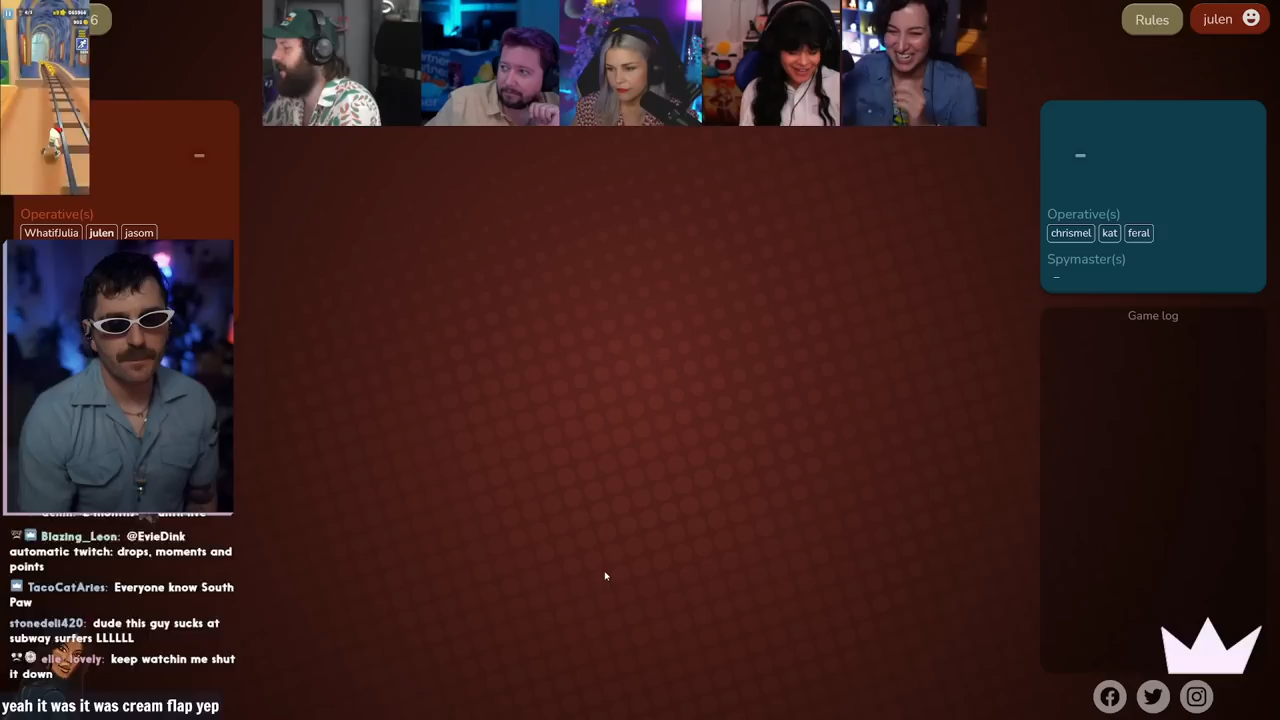 6
Rules
julen
–
Operative(s)
WhatifJulia julen jasom
–
Operative(s)
chrismel kat feral
Spymaster(s)
–
Game log
Blazing_Leon: @EvieDink
automatic twitch: drops, moments and
points
TacoCatAries: Everyone know South
Paw
stonedeli420: dude this guy sucks at
subway surfers LLLLLL
elle_lovely: keep watchin me shut
it down
yeah it was it was cream flap yep